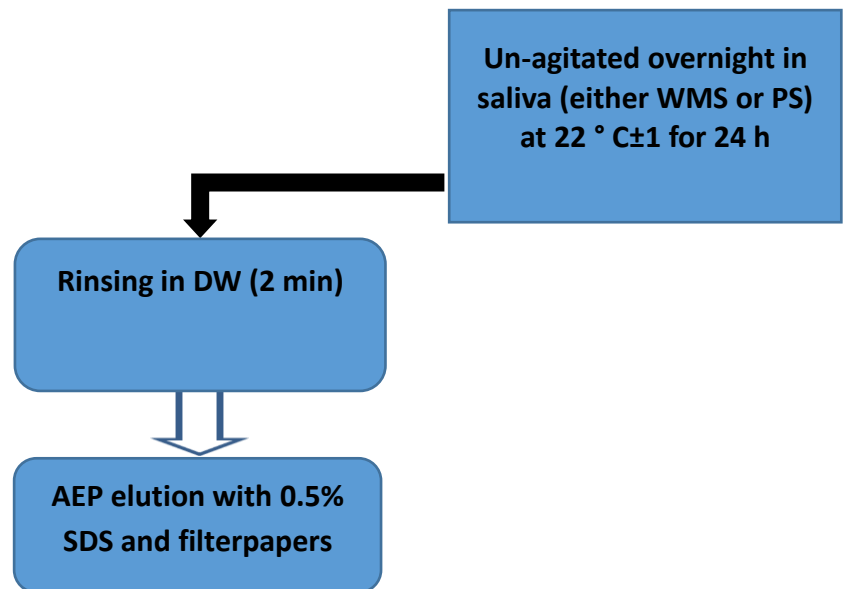 Un-agitated overnight in
saliva (either WMS or PS)
at 22 ° C±1 for 24 h
Rinsing in DW (2 min)
AEP elution with 0.5%
SDS and filterpapers